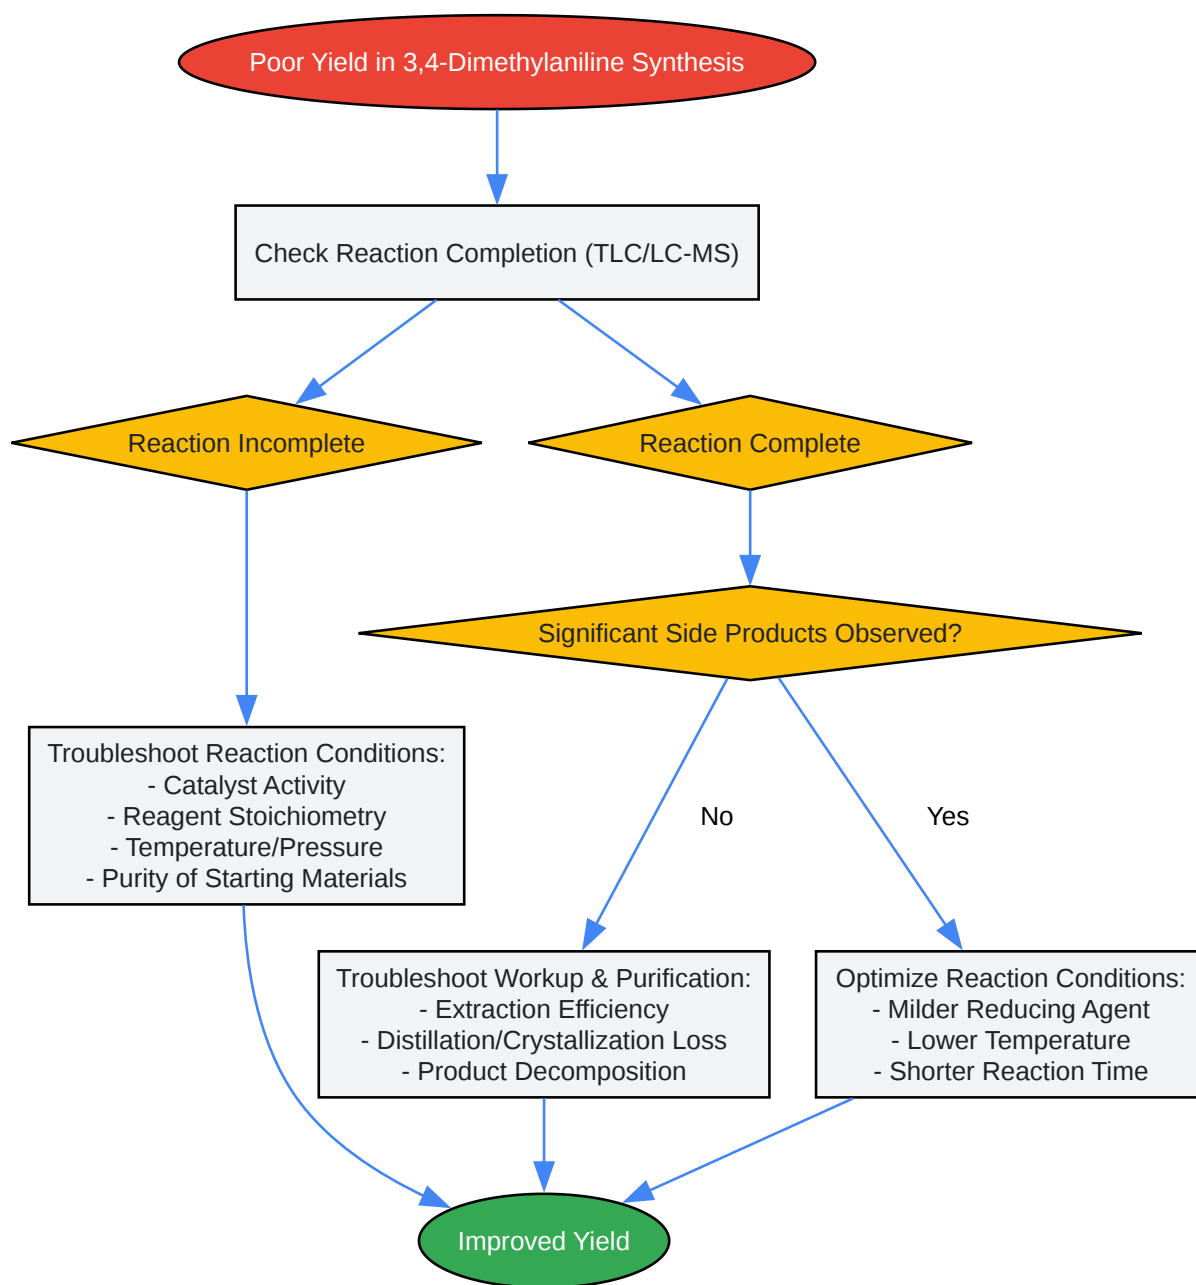 Poor Yield in 3,4-Dimethylaniline Synthesis
Check Reaction Completion (TLC/LC-MS)
Reaction Incomplete
Reaction Complete
Significant Side Products Observed?
Troubleshoot Reaction Conditions:
- Catalyst Activity
- Reagent Stoichiometry
- Temperature/Pressure
- Purity of Starting Materials
No
Yes
Troubleshoot Workup & Purification:
- Extraction Efficiency
- Distillation/Crystallization Loss
- Product Decomposition
Optimize Reaction Conditions:
- Milder Reducing Agent
- Lower Temperature
- Shorter Reaction Time
Improved Yield